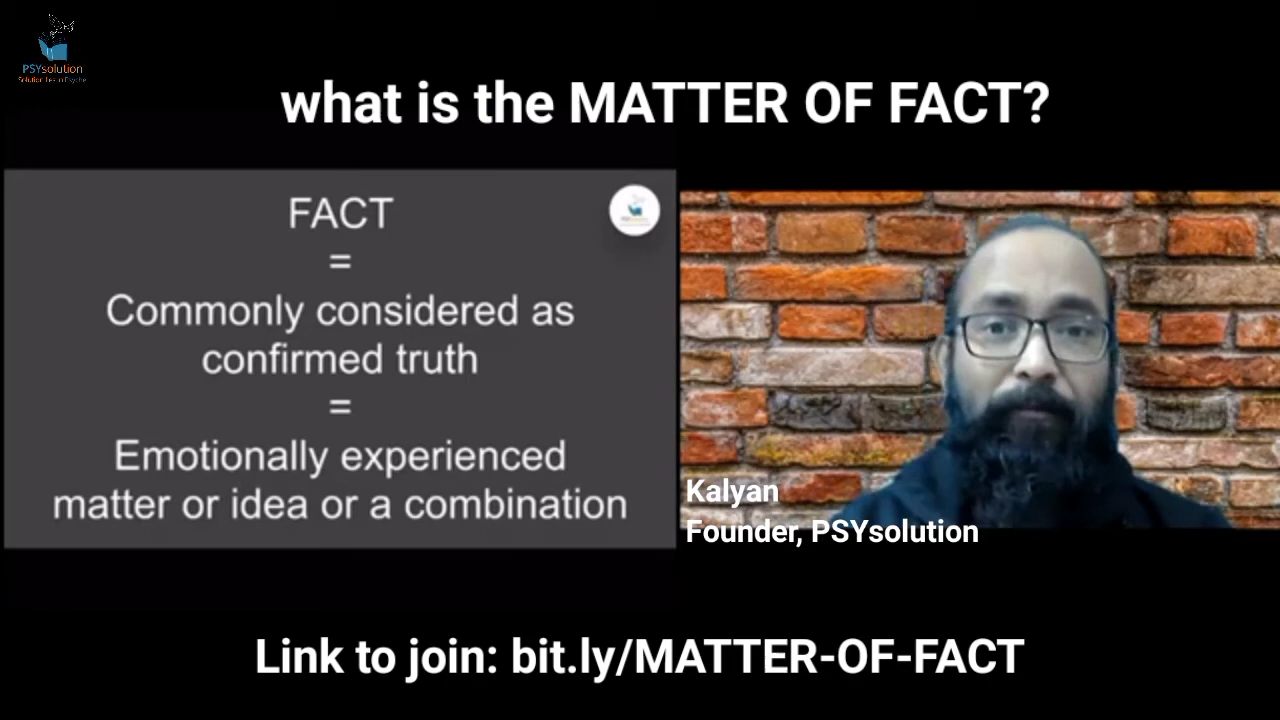 PSYsolution
what is the MATTER OF FACT?
FACT
=
Commonly considered as
confirmed truth
=
Emotionally experienced
matter or idea or a combination
Kalyan
Founder, PSYsolution
Link to join: bit.ly/MATTER-OF-FACT